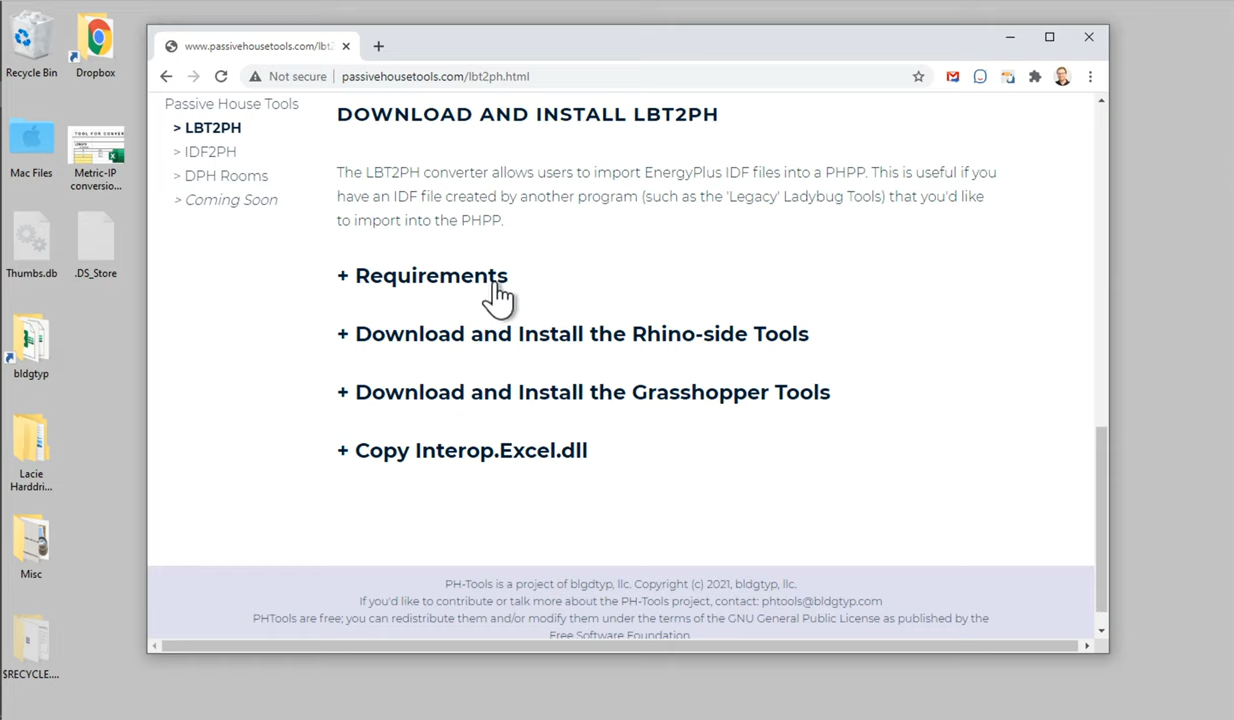 Recycle Bin
Dropbox
Mac Files
TOOL FOR CONVER
Metric-IP
conversio...
Thumbs.db
.DS_Store
bldgtyp
Lacie
Harddri...
Misc
$RECYCLE....
www.passivehousetools.com/lbt2
Not secure
passivehousetools.com/lbt2ph.html
Passive House Tools
> LBT2PH
> IDF2PH
> DPH Rooms
> Coming Soon
DOWNLOAD AND INSTALL LBT2PH
The LBT2PH converter allows users to import EnergyPlus IDF files into a PHPP. This is useful if you
have an IDF file created by another program (such as the 'Legacy' Ladybug Tools) that you'd like
to import into the PHPP.
+ Requirements
+ Download and Install the Rhino-side Tools
+ Download and Install the Grasshopper Tools
+ Copy Interop.Excel.dll
PH-Tools is a project of blgdtyp, llc. Copyright (c) 2021, bldgtyp, llc.
If you'd like to contribute or talk more about the PH-Tools project, contact: phtools@bldgtyp.com
PHTools are free; you can redistribute them and/or modify them under the terms of the GNU General Public License as published by the
Free Software Foundation